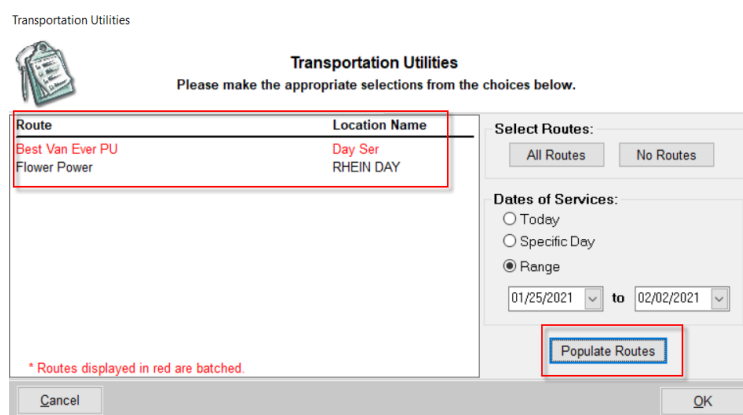 Transportation Utilities
Transportation Utilities
Please make the appropriate selections from the choices below.
Route Location Name
Best Van Ever PU Day Ser
Flower Power RHEIN DAY
* Routes displayed in red are batched.
Select Routes:
All Routes No Routes
Dates of Services:
Today
Specific Day
Range
01/25/2021 to 02/02/2021
Populate Routes
Cancel OK